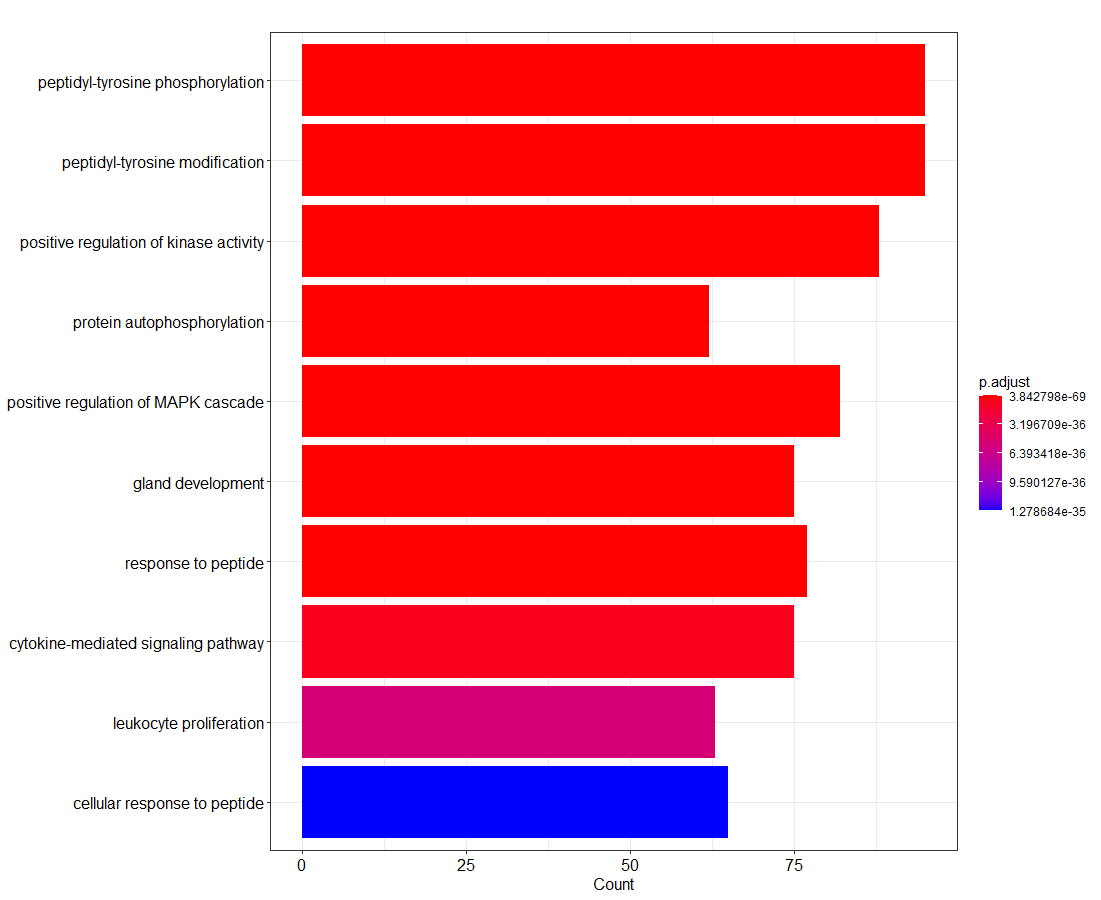 peptidyl-tyrosine phosphorylation
peptidyl-tyrosine modification
positive regulation of kinase activity
protein autophosphorylation
positive regulation of MAPK cascade
gland development
response to peptide
cytokine-mediated signaling pathway
leukocyte proliferation
cellular response to peptide
0 25 50 75
Count
p.adjust
3.842798e-69
3.196709e-36
6.393418e-36
9.590127e-36
1.278684e-35